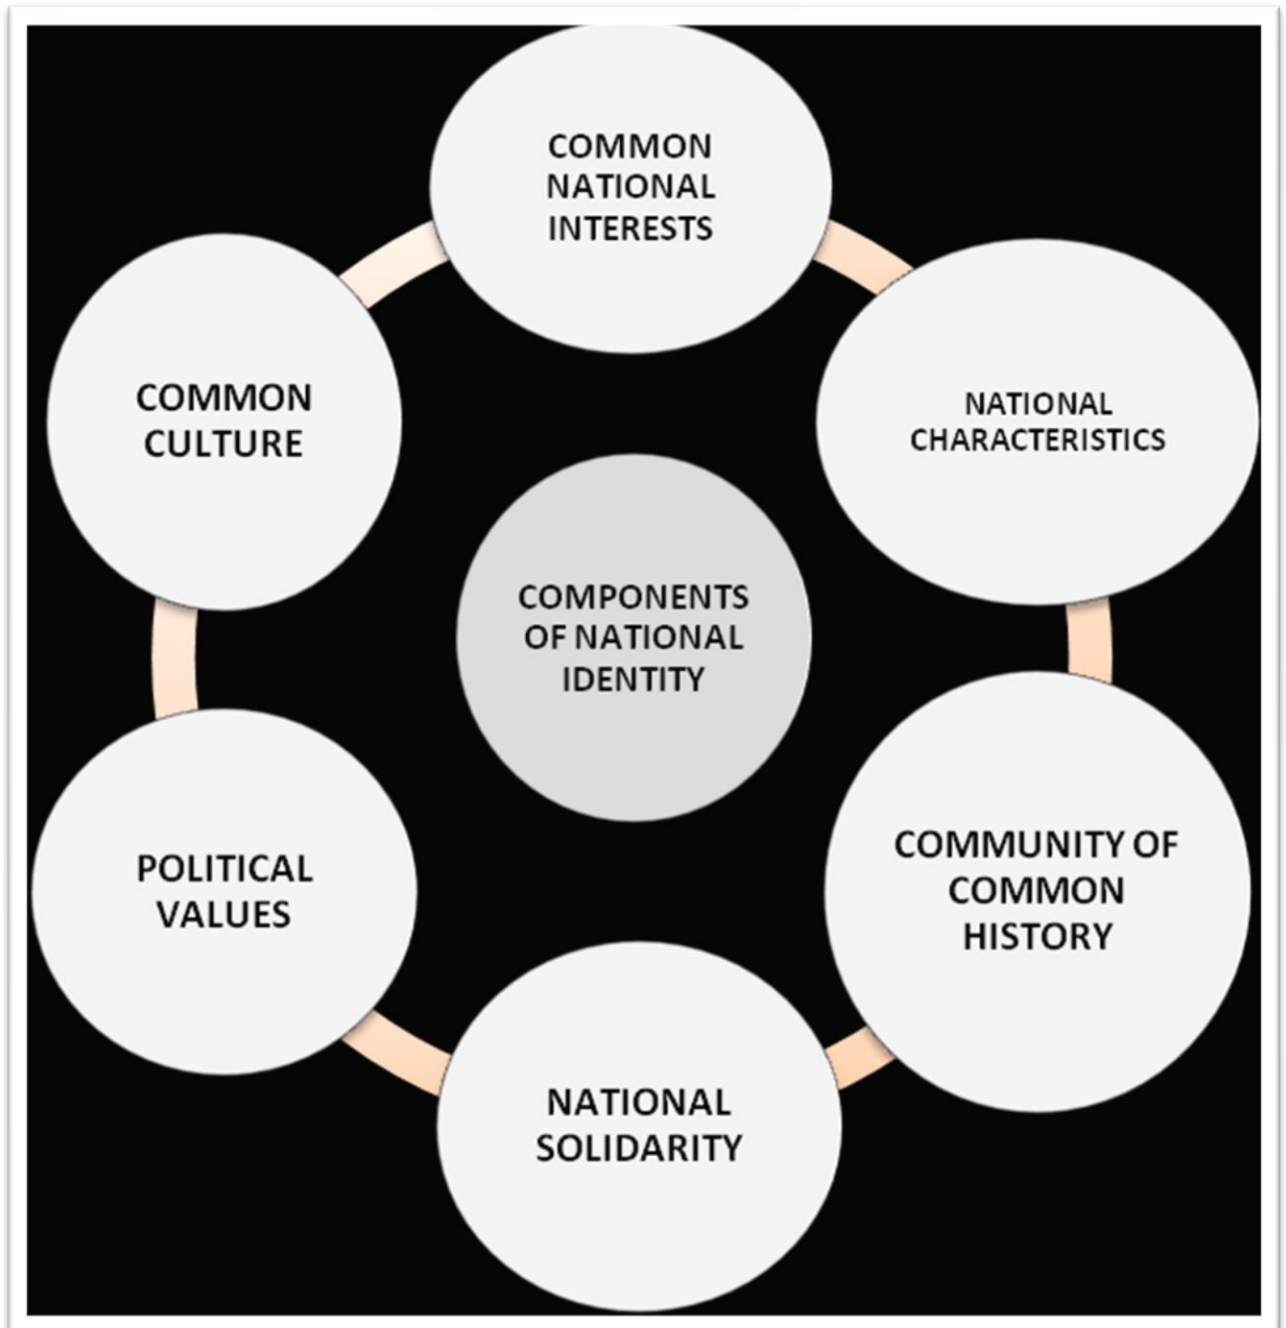 COMMON
NATIONAL
INTERESTS
NATIONAL
CHARACTERISTICS
COMMUNITY OF
COMMON
HISTORY
NATIONAL
SOLIDARITY
POLITICAL
VALUES
COMMON
CULTURE
COMPONENTS
OF NATIONAL
IDENTITY